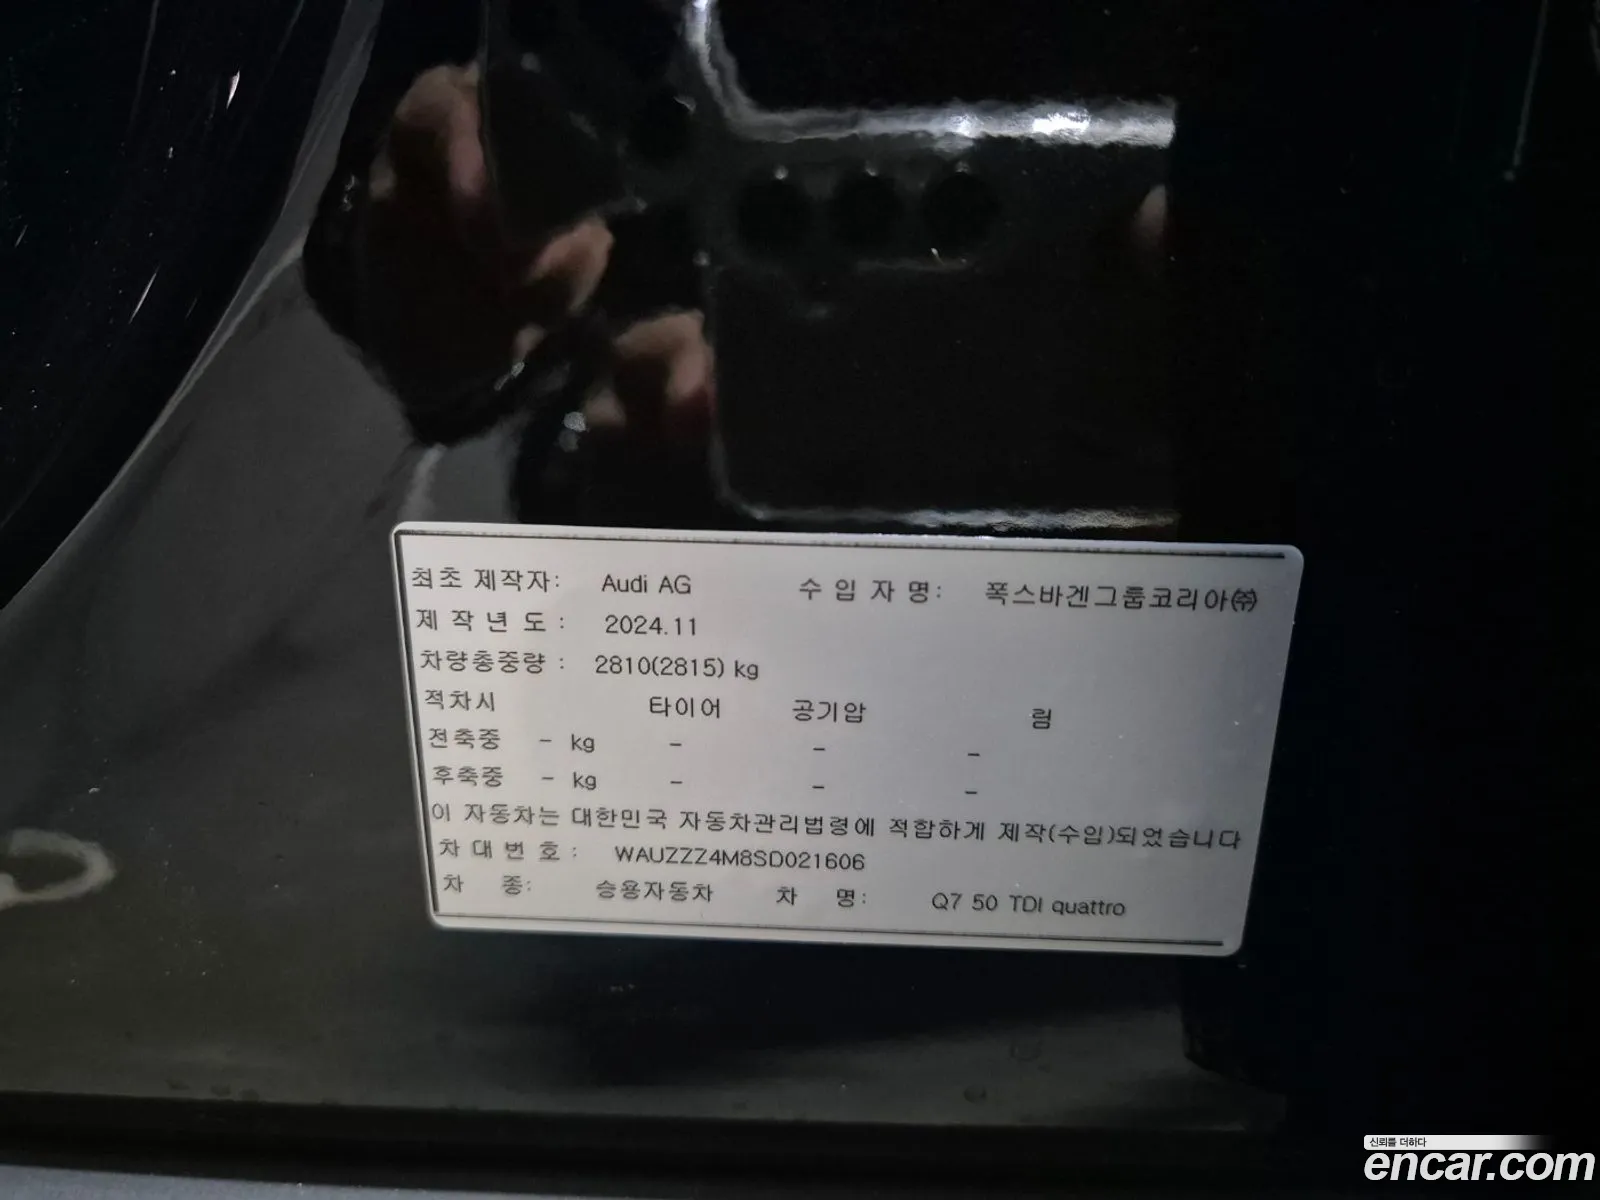 최초 제작자: Audi AG 수 입 자 명: 폭스바겐그룹코리아㈜
제 작 년 도 : 2024.11
차량총중량 : 2810(2815) kg
적차시 타이어 공기압 림
전축중 - kg - - -
후축중 - kg - - -
이 자동차는 대한민국 자동차관리법령에 적합하게 제작(수입)되었습니다
차 대 번 호 : WAUZZZ4M8SD021606
차 종: 승용자동차 차 명: Q7 50 TDI quattro
신뢰를 더하다
encar.com